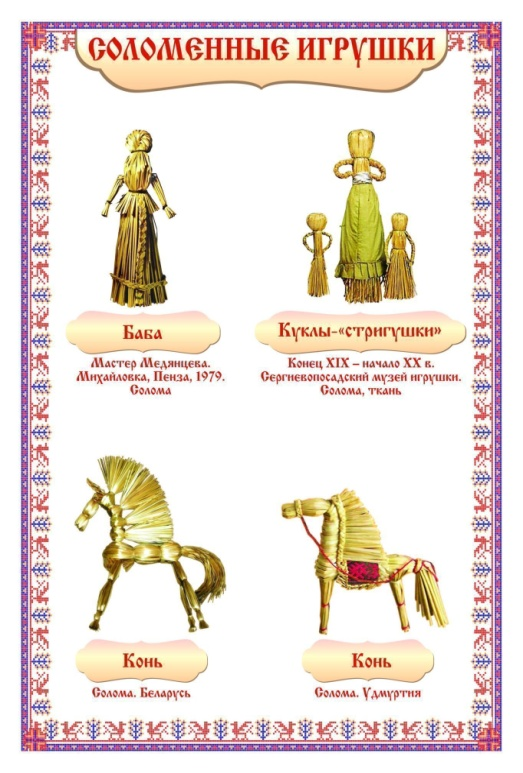 СОЛОМЕННЫЕ ИГРУШКИ
Баба
Мастер Медянцева.
Михайловка, Пенза, 1979.
Солома
Куклы-«стригушки»
Конец XIX – начало XX в.
Сергиевопосадский музей игрушки.
Солома, ткань
Конь
Солома. Беларусь
Конь
Солома. Удмуртия